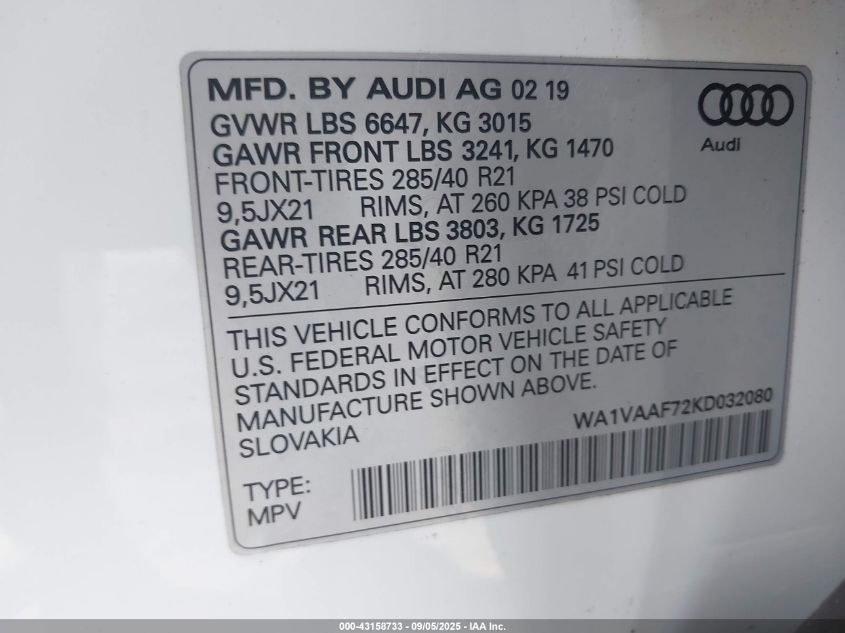 MFD. BY AUDI AG 02 19
GVWR LBS 6647, KG 3015
GAWR FRONT LBS 3241, KG 1470
FRONT-TIRES 285/40 R21
9,5JX21 RIMS, AT 260 KPA 38 PSI COLD
GAWR REAR LBS 3803, KG 1725
REAR-TIRES 285/40 R21
9,5JX21 RIMS, AT 280 KPA 41 PSI COLD
Audi
THIS VEHICLE CONFORMS TO ALL APPLICABLE
U.S. FEDERAL MOTOR VEHICLE SAFETY
STANDARDS IN EFFECT ON THE DATE OF
MANUFACTURE SHOWN ABOVE.
SLOVAKIA
WA1VAAF72KD032080
TYPE:
MPV
000-43158733 - 09/05/2025 - IAA Inc.